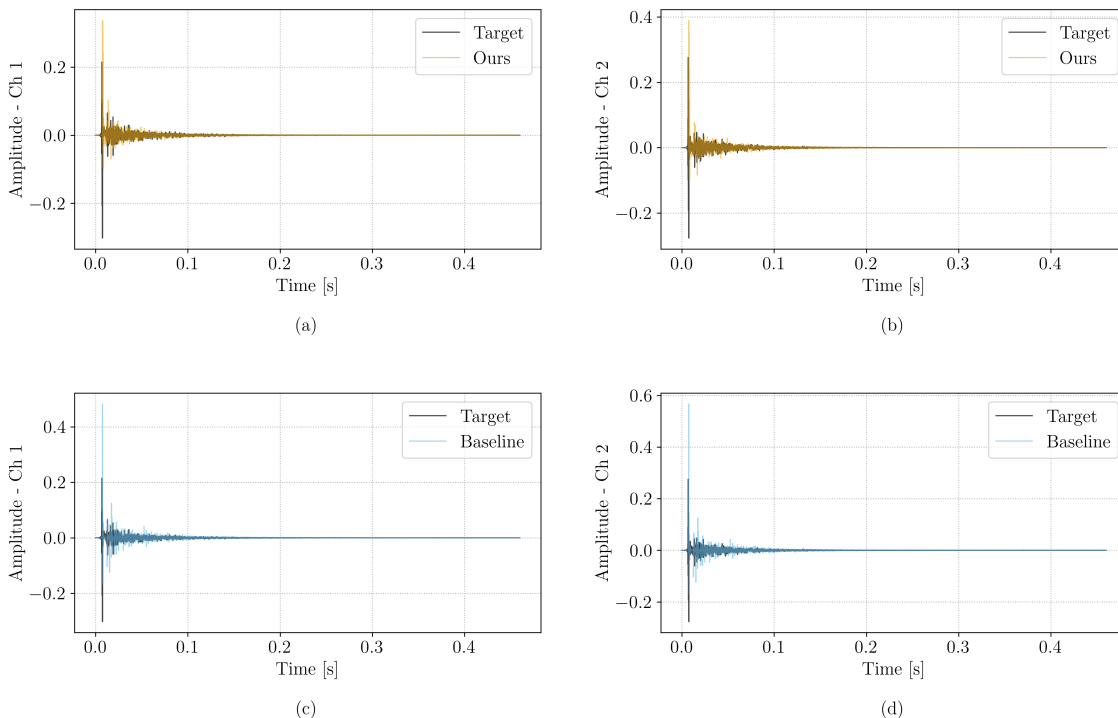 Amplitude - Ch 1
0.2
0.0
−0.2
0.0 0.1 0.2 0.3 0.4
Time [s]
Target
Ours
(a)
Amplitude - Ch 2
0.4
0.2
0.0
−0.2
0.0 0.1 0.2 0.3 0.4
Time [s]
Target
Ours
(b)
Amplitude - Ch 1
0.4
0.2
0.0
−0.2
0.0 0.1 0.2 0.3 0.4
Time [s]
Target
Baseline
(c)
Amplitude - Ch 2
0.6
0.4
0.2
0.0
−0.2
0.0 0.1 0.2 0.3 0.4
Time [s]
Target
Baseline
(d)